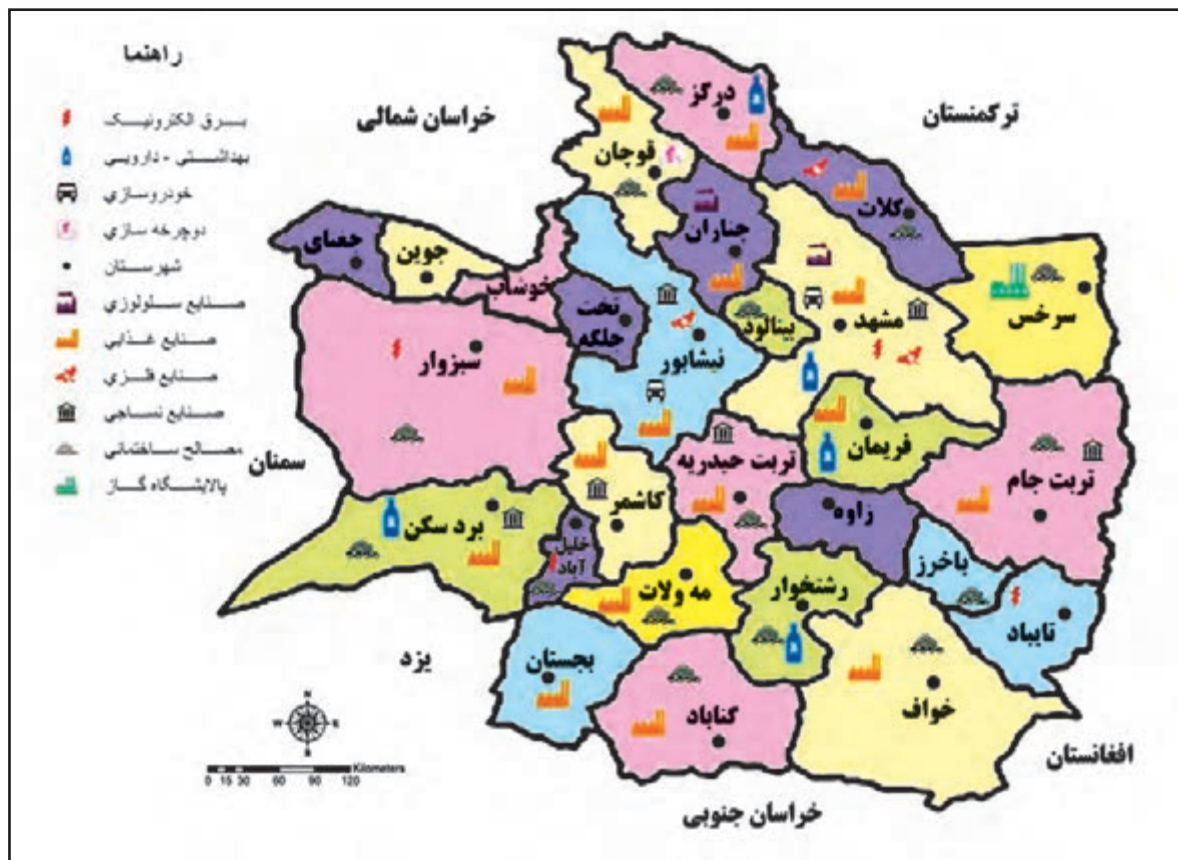 راهنما
برق الکترونیک
بهداشتی - دارویی
خودروسازی
دوچرخه سازی
شهرستان
صنایع سلولوزی
صنایع غذایی
صنایع فلزی
صنایع نساجی
مصالح ساختمانی
پالایشگاه گاز
خراسان شمالی
ترکمنستان
درگز
قوچان
کلات
چناران
سرخس
جغتای
جوین
خوشاب
تخت جلگه
نیشابور
بینالود
مشهد
سبزوار
فریمان
تربت جام
تربت حیدریه
کاشمر
زاوه
سمنان
برد سکن
خلیل آباد
مه ولات
رشتخوار
باخرز
تایباد
یزد
بجستان
گناباد
خواف
افغانستان
خراسان جنوبی
N
W E
S
Kilometers
0 15 30 60 90 120